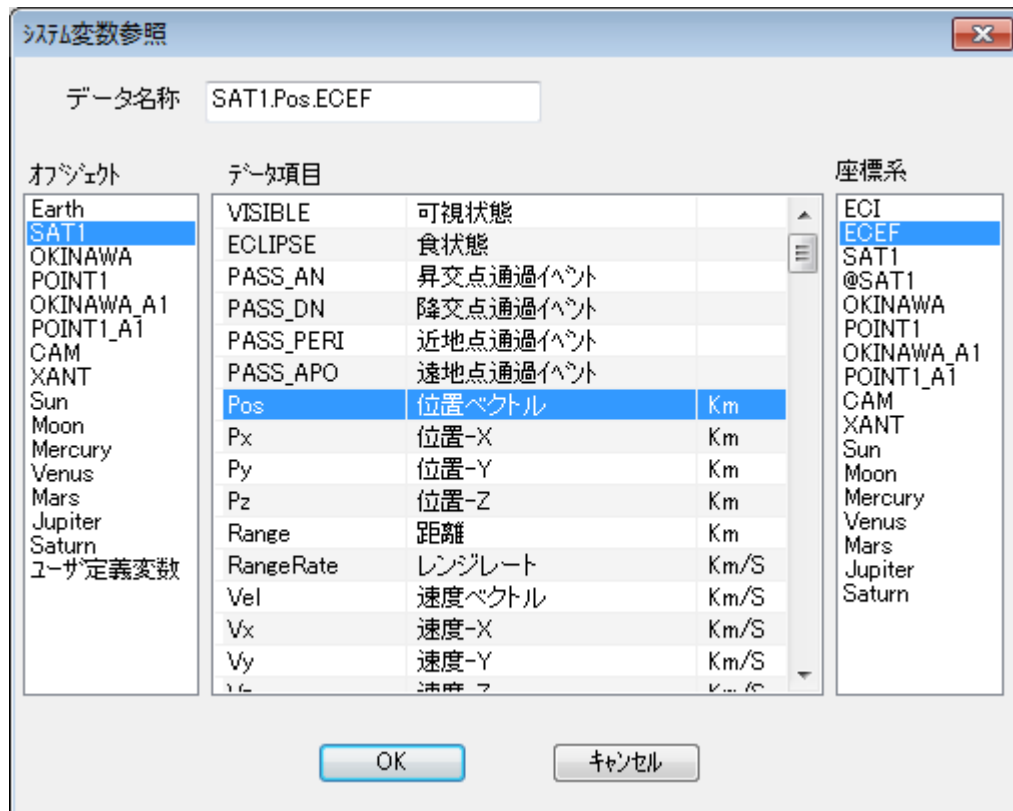 システム変数参照
データ名称 SAT1.Pos.ECEF
オブジェクト
Earth
SAT1
OKINAWA
POINT1
OKINAWA_A1
POINT1_A1
CAM
XANT
Sun
Moon
Mercury
Venus
Mars
Jupiter
Saturn
ユーザ定義変数
データ項目
VISIBLE 可視状態
ECLIPSE 食状態
PASS_AN 昇交点通過イベント
PASS_DN 降交点通過イベント
PASS_PERI 近地点通過イベント
PASS_APO 遠地点通過イベント
Pos 位置ベクトル Km
Px 位置-X Km
Py 位置-Y Km
Pz 位置-Z Km
Range 距離 Km
RangeRate レンジレート Km/S
Vel 速度ベクトル Km/S
Vx 速度-X Km/S
Vy 速度-Y Km/S
Vz 速度-Z Km/S
座標系
ECI
ECEF
SAT1
@SAT1
OKINAWA
POINT1
OKINAWA_A1
POINT1_A1
CAM
XANT
Sun
Moon
Mercury
Venus
Mars
Jupiter
Saturn
OK キャンセル